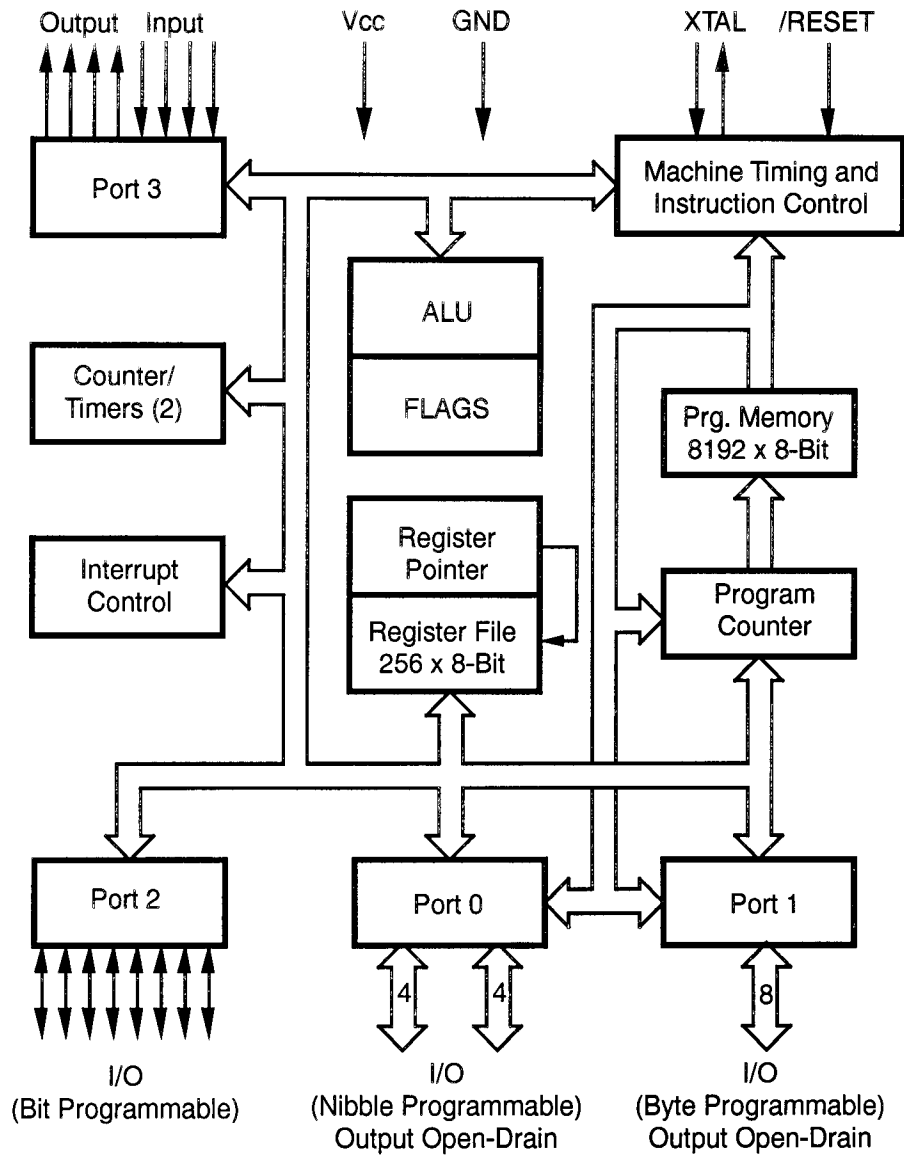 Output Input Vcc GND XTAL /RESET
Port 3
Machine Timing and
Instruction Control
ALU
FLAGS
Counter/
Timers (2)
Prg. Memory
8192 x 8-Bit
Register
Pointer
Interrupt
Control
Register File
256 x 8-Bit
Program
Counter
Port 2
Port 0
Port 1
4
4
8
I/O
(Bit Programmable)
I/O
(Nibble Programmable)
Output Open-Drain
I/O
(Byte Programmable)
Output Open-Drain